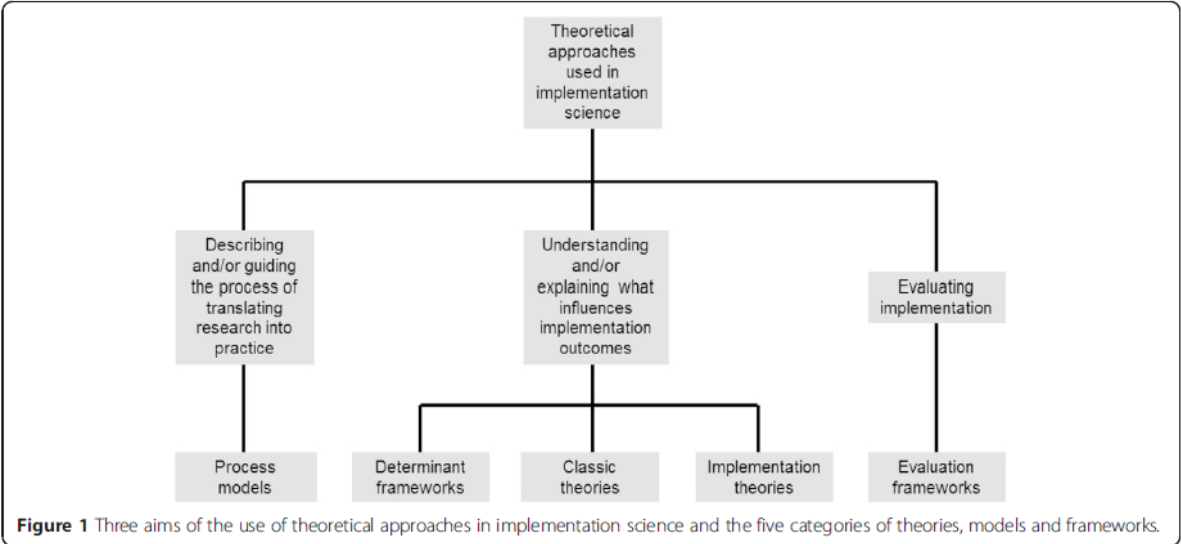 Theoretical
approaches
used in
implementation
science
Describing
and/or guiding
the process of
translating
research into
practice
Understanding
and/or
explaining what
influences
implementation
outcomes
Evaluating
implementation
Process
models
Determinant
frameworks
Classic
theories
Implementation
theories
Evaluation
frameworks
Figure 1 Three aims of the use of theoretical approaches in implementation science and the five categories of theories, models and frameworks.